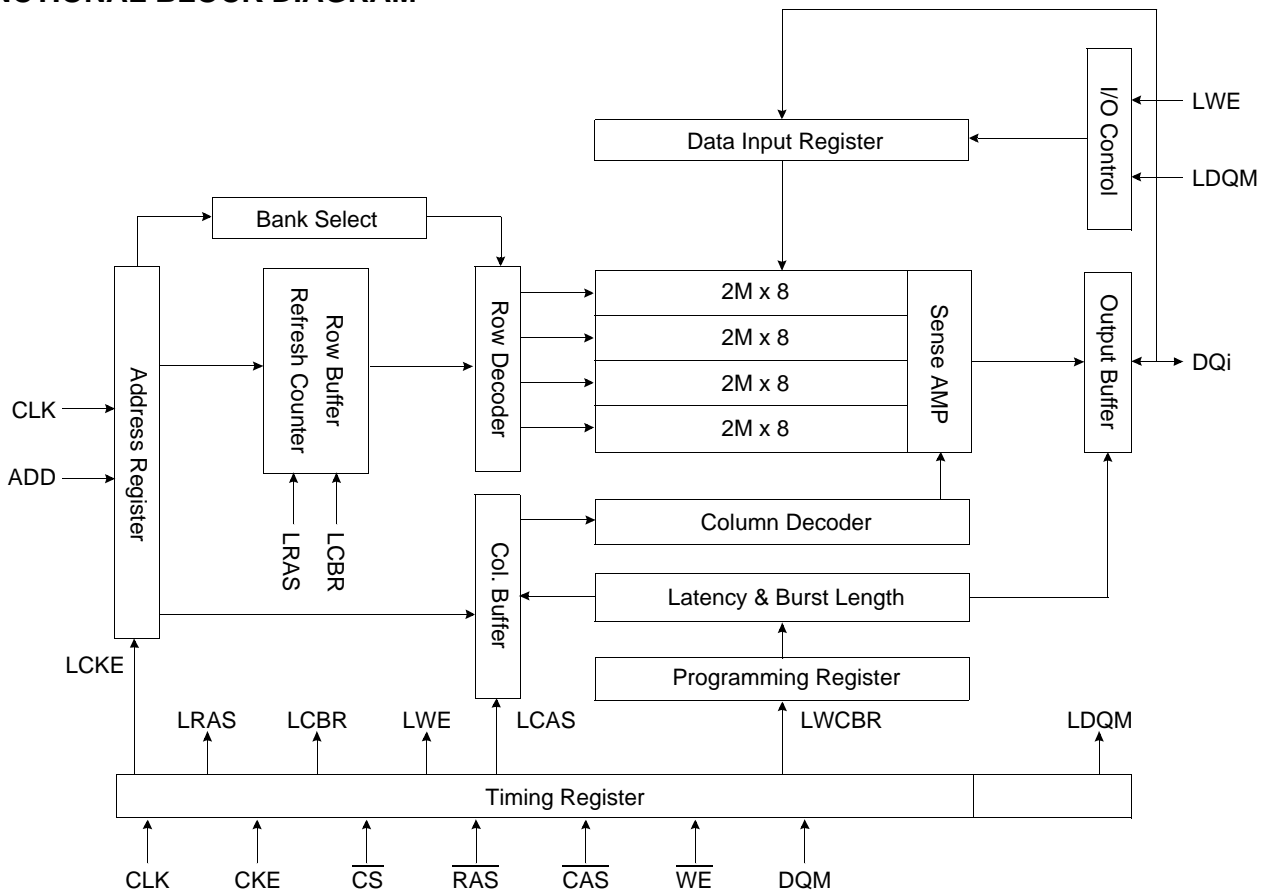 NCTIONAL BLOCK DIAGRAM
I/O Control
LWE
Data Input Register
LDQM
Bank Select
Address Register
Refresh Counter
Row Buffer
Row Decoder
2M x 8
2M x 8
2M x 8
2M x 8
Sense AMP
Output Buffer
DQi
CLK
ADD
LRAS
LCBR
Col. Buffer
Column Decoder
Latency & Burst Length
Programming Register
LCKE
LRAS
LCBR
LWE
LCAS
LWCBR
LDQM
Timing Register
CLK
CKE
CS
RAS
CAS
WE
DQM